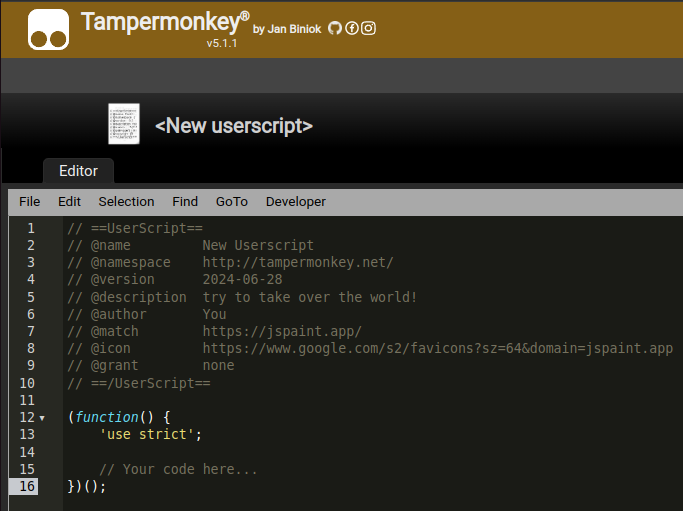 Tampermonkey®
v5.1.1
by Jan Biniok
<New userscript>
Editor
File Edit Selection Find GoTo Developer
1 // ==UserScript==
2 // @name         New Userscript
3 // @namespace    http://tampermonkey.net/
4 // @version      2024-06-28
5 // @description  try to take over the world!
6 // @author       You
7 // @match        https://jspaint.app/
8 // @icon         https://www.google.com/s2/favicons?sz=64&domain=jspaint.app
9 // @grant        none
10 // ==/UserScript==
11
12 (function() {
13     'use strict';
14
15     // Your code here...
16 })();